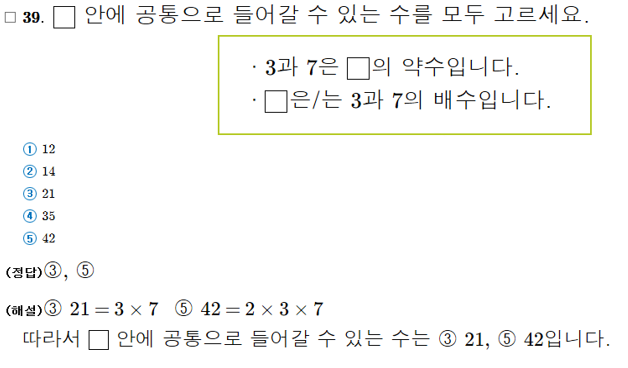 □ 39. □ 안에 공통으로 들어갈 수 있는 수를 모두 고르세요.
· 3과 7은 □의 약수입니다.
· □은/는 3과 7의 배수입니다.
① 12
② 14
③ 21
④ 35
⑤ 42
(정답)③, ⑤
(해설)③ 21 = 3 × 7 ⑤ 42 = 2 × 3 × 7
따라서 □ 안에 공통으로 들어갈 수 있는 수는 ③ 21, ⑤ 42입니다.